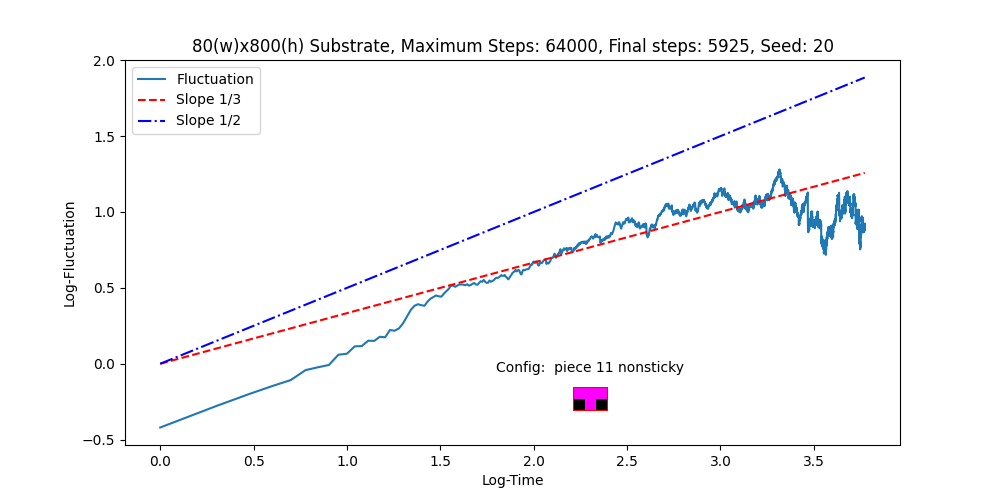 80(w)x800(h) Substrate, Maximum Steps: 64000, Final steps: 5925, Seed: 20
Fluctuation
Slope 1/3
Slope 1/2
2.0
1.5
1.0
0.5
0.0
−0.5
Log-Fluctuation
Config:  piece 11 nonsticky
0.0 0.5 1.0 1.5 2.0 2.5 3.0 3.5
Log-Time